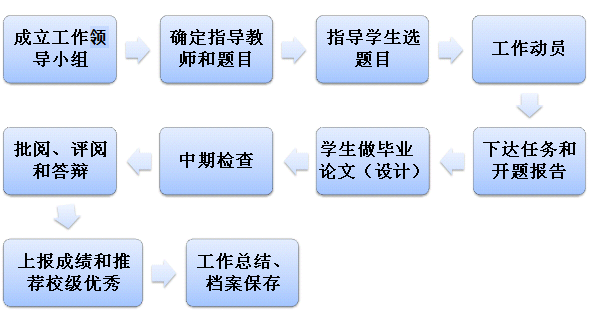 成立工作领
导小组
确定指导教
师和题目
指导学生选
题目
工作动员
下达任务和
开题报告
学生做毕业
论文（设计）
中期检查
批阅、评阅
和答辩
上报成绩和推
荐校级优秀
工作总结、
档案保存